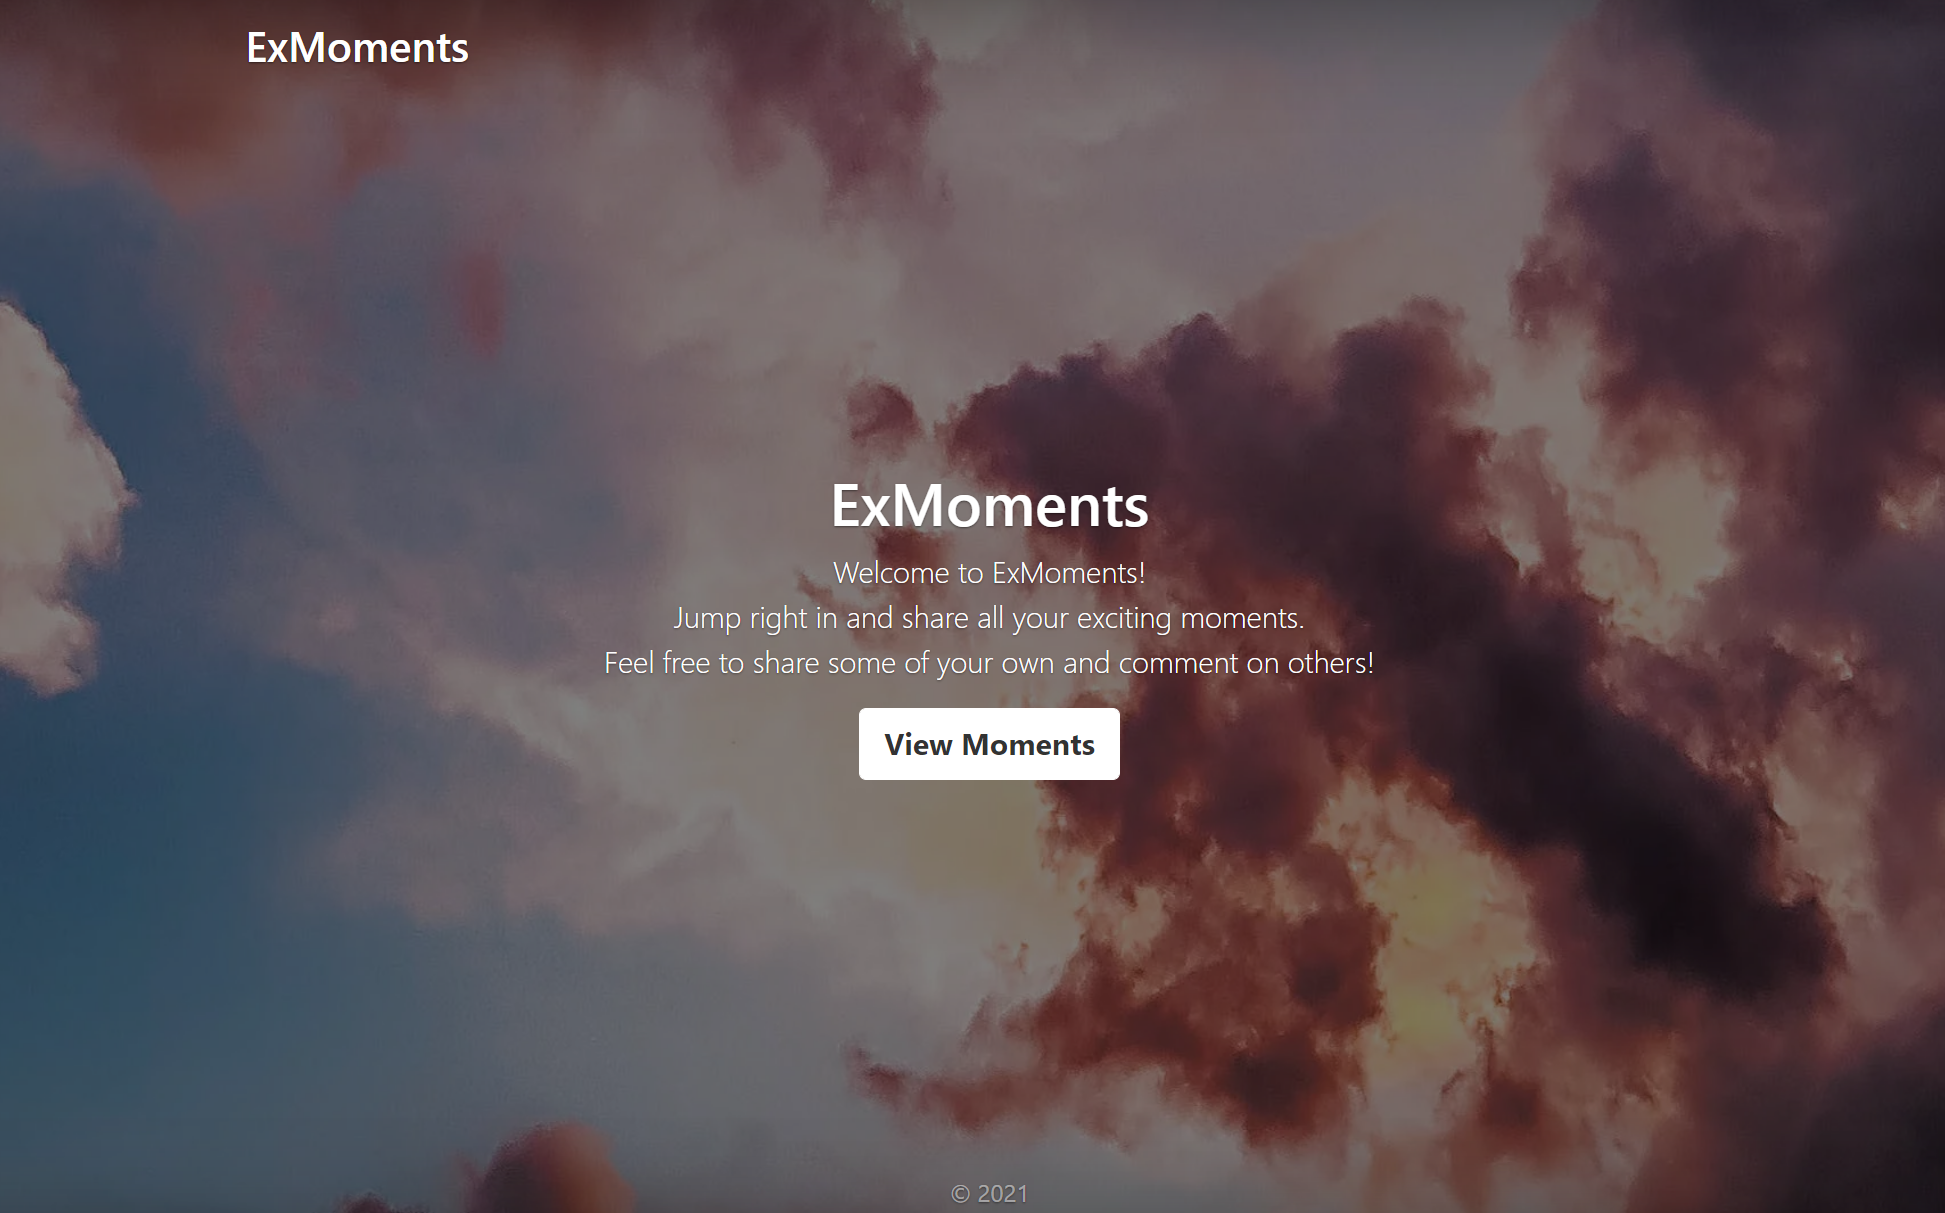 ExMoments
ExMoments
Welcome to ExMoments!
Jump right in and share all your exciting moments.
Feel free to share some of your own and comment on others!
View Moments
© 2021